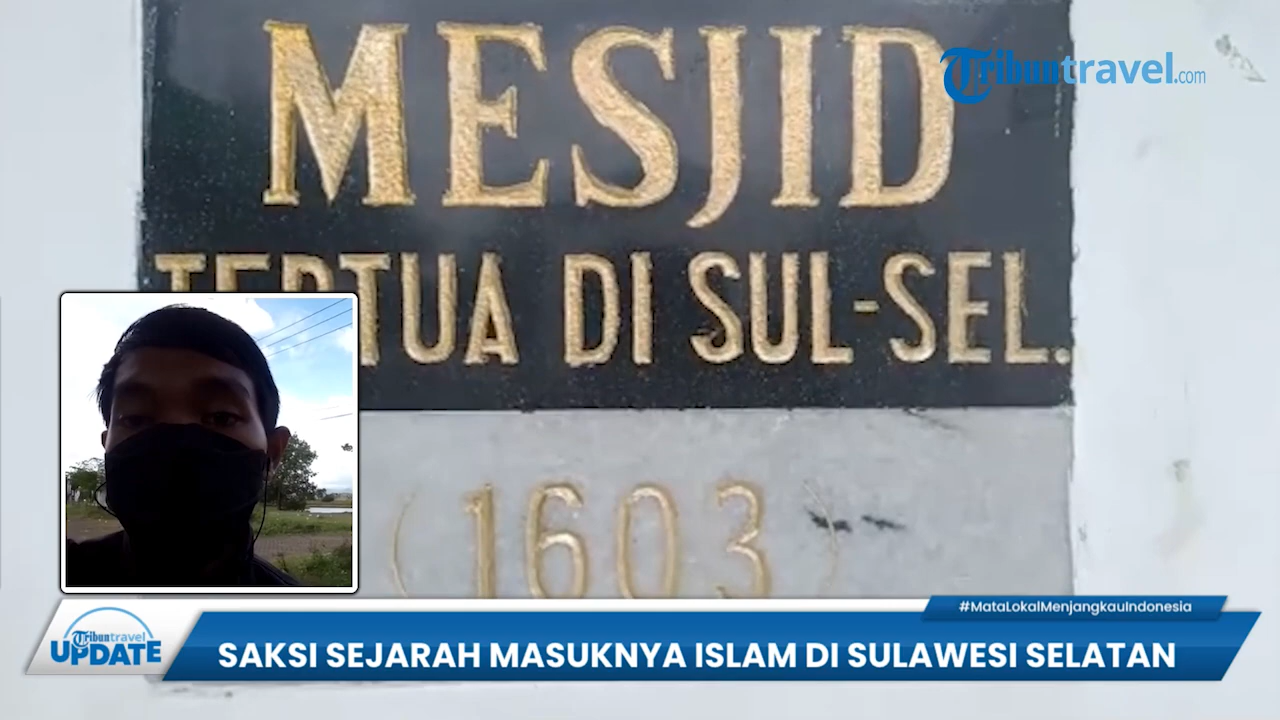 MESJID
Tribuntravel.com
TERTUA DI SUL-SEL.
(1603)
#MataLokalMenjangkauIndonesia
Tribuntravel
UPDATE
SAKSI SEJARAH MASUKNYA ISLAM DI SULAWESI SELATAN